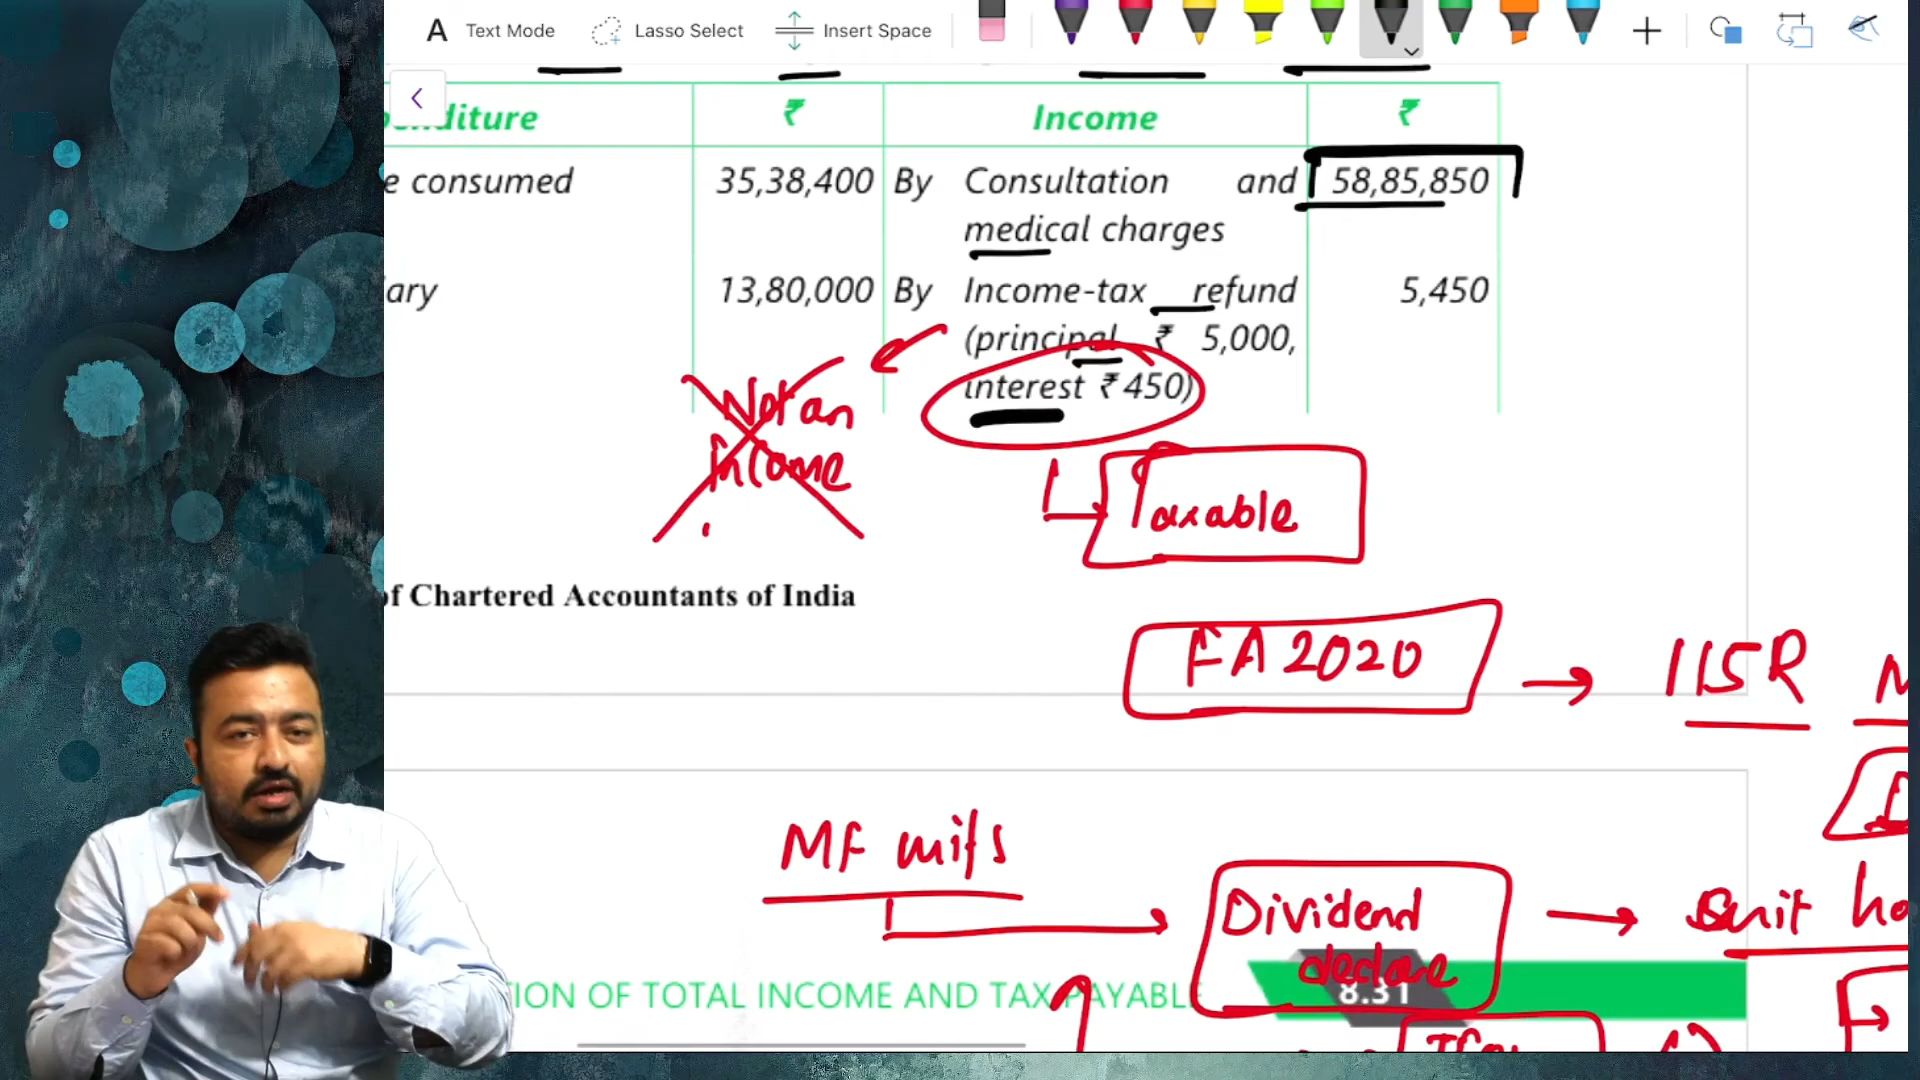 A Text Mode Lasso Select Insert Space
diture ₹ Income ₹
e consumed 35,38,400 By Consultation and 58,85,850
medical charges
ary 13,80,000 By Income-tax refund 5,450
(principal ₹ 5,000,
interest ₹ 450)
Not an
income
Taxable
of Chartered Accountants of India
FA 2020 → 115R
MF units
Dividend
declare
unit
TION OF TOTAL INCOME AND TAX PAYABLE 8.31